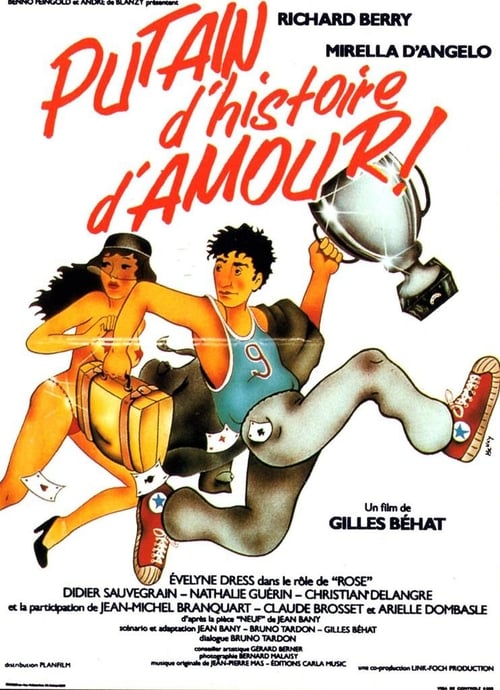 BENNO FEINGOLD et ANDRÉ de BLANZY présentent
RICHARD BERRY
MIRELLA D'ANGELO
PUTAIN
d'histoire
d'AMOUR!
9
Un film de
GILLES BÉHAT
ÉVELYNE DRESS dans le rôle de "ROSE"
DIDIER SAUVEGRAIN – NATHALIE GUÉRIN – CHRISTIAN DELANGRE
et la participation de JEAN-MICHEL BRANQUART – CLAUDE BROSSET et ARIELLE DOMBASLE
d'après la pièce "NEUF" de JEAN BANY
scénario et adaptation JEAN BANY – BRUNO TARDON – GILLES BÉHAT
dialogue BRUNO TARDON
conseiller artistique GÉRARD BERNER
photographie BERNARD MALAISY
musique originale de JEAN-PIERRE MAS – ÉDITIONS CARLA MUSIC
distribution PLANFILM
une co-production LINK-FOCH PRODUCTION